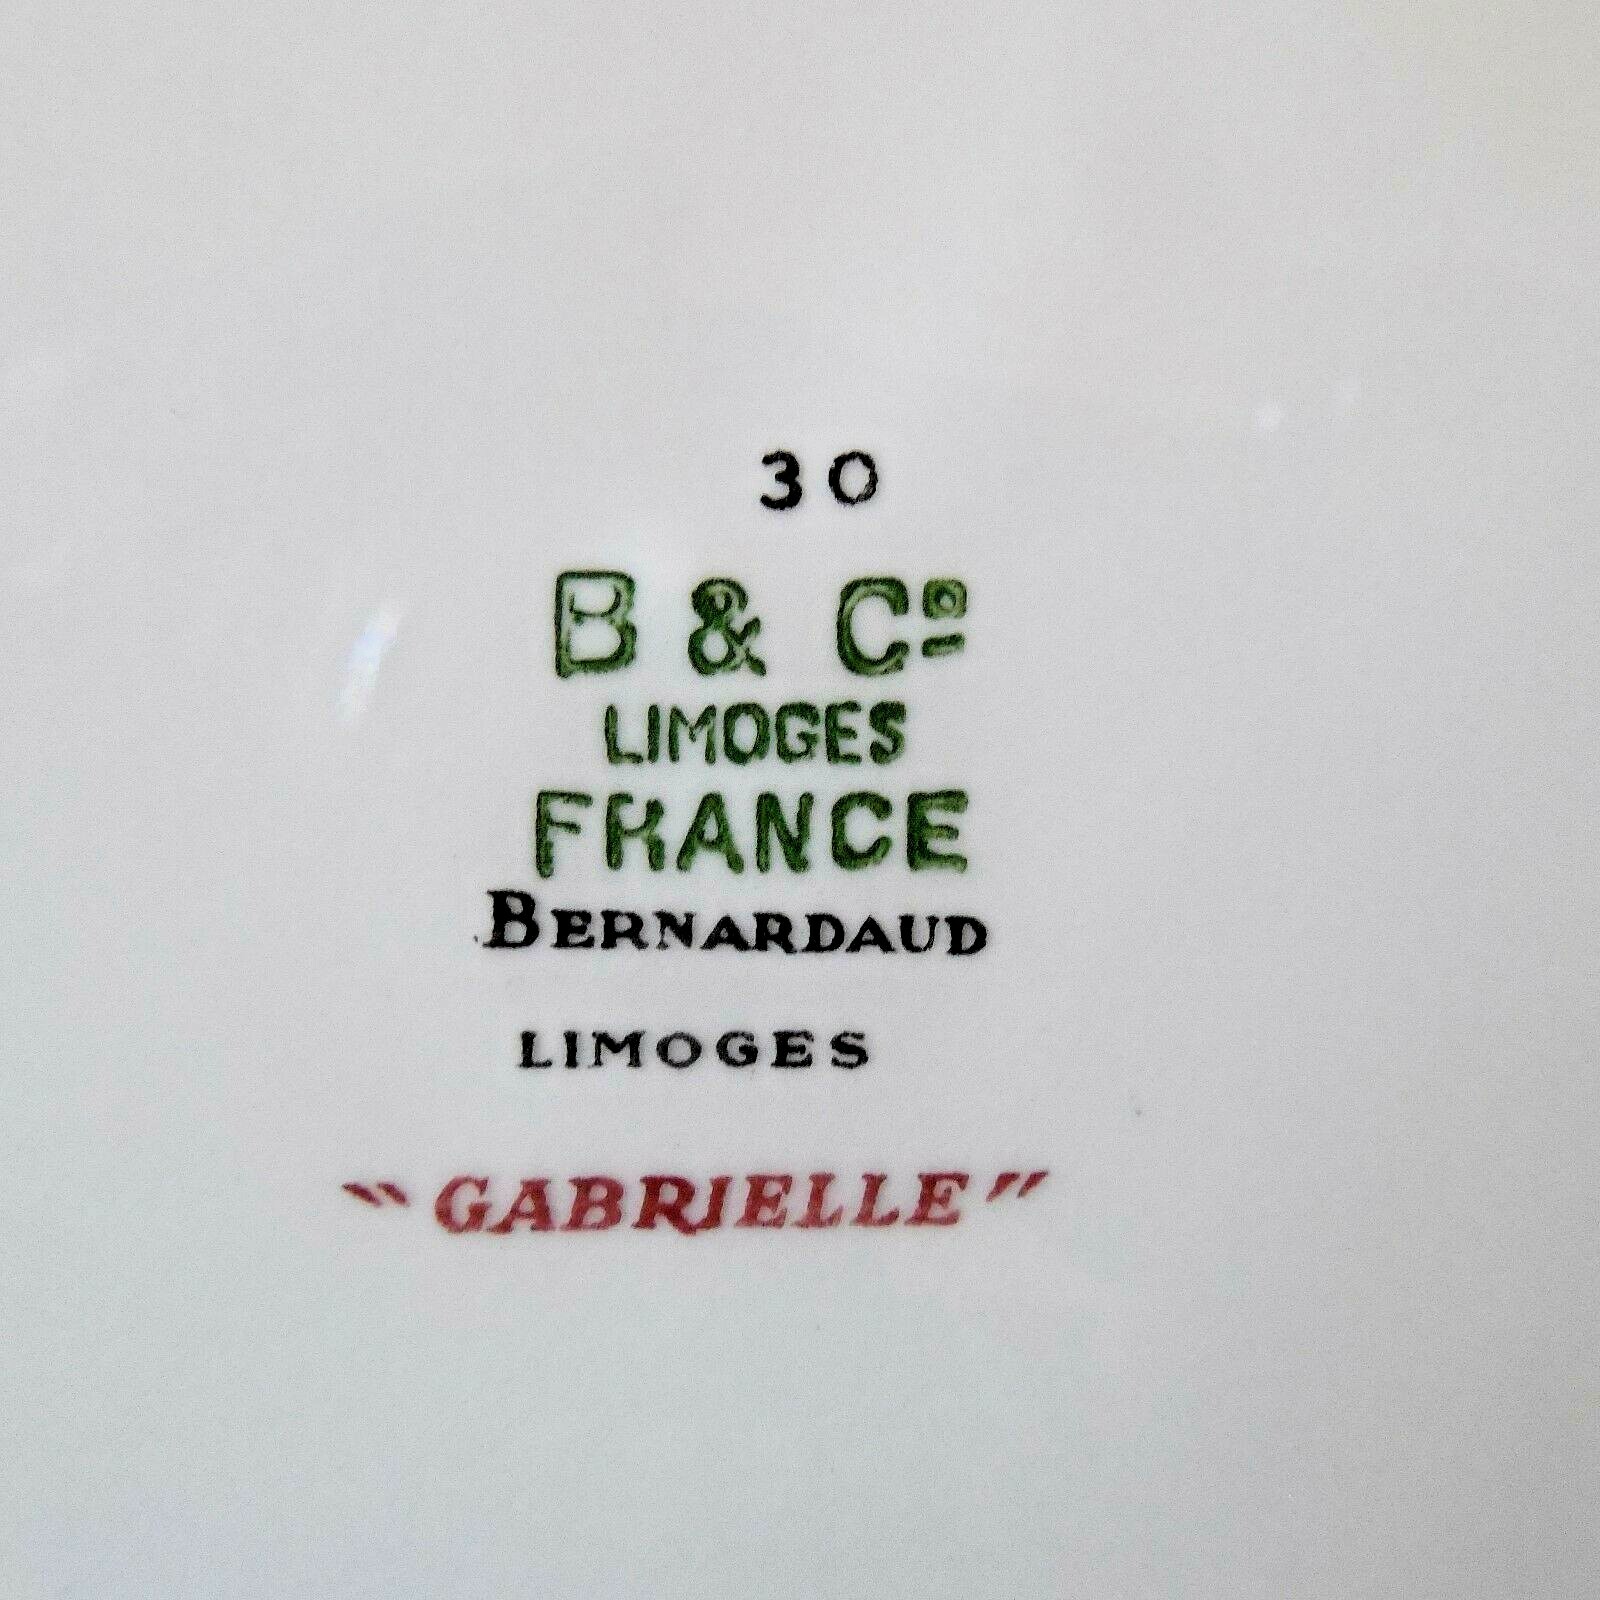 30
B & Cº
LIMOGES
FRANCE
BERNARDAUD
LIMOGES
"GABRIELLE"